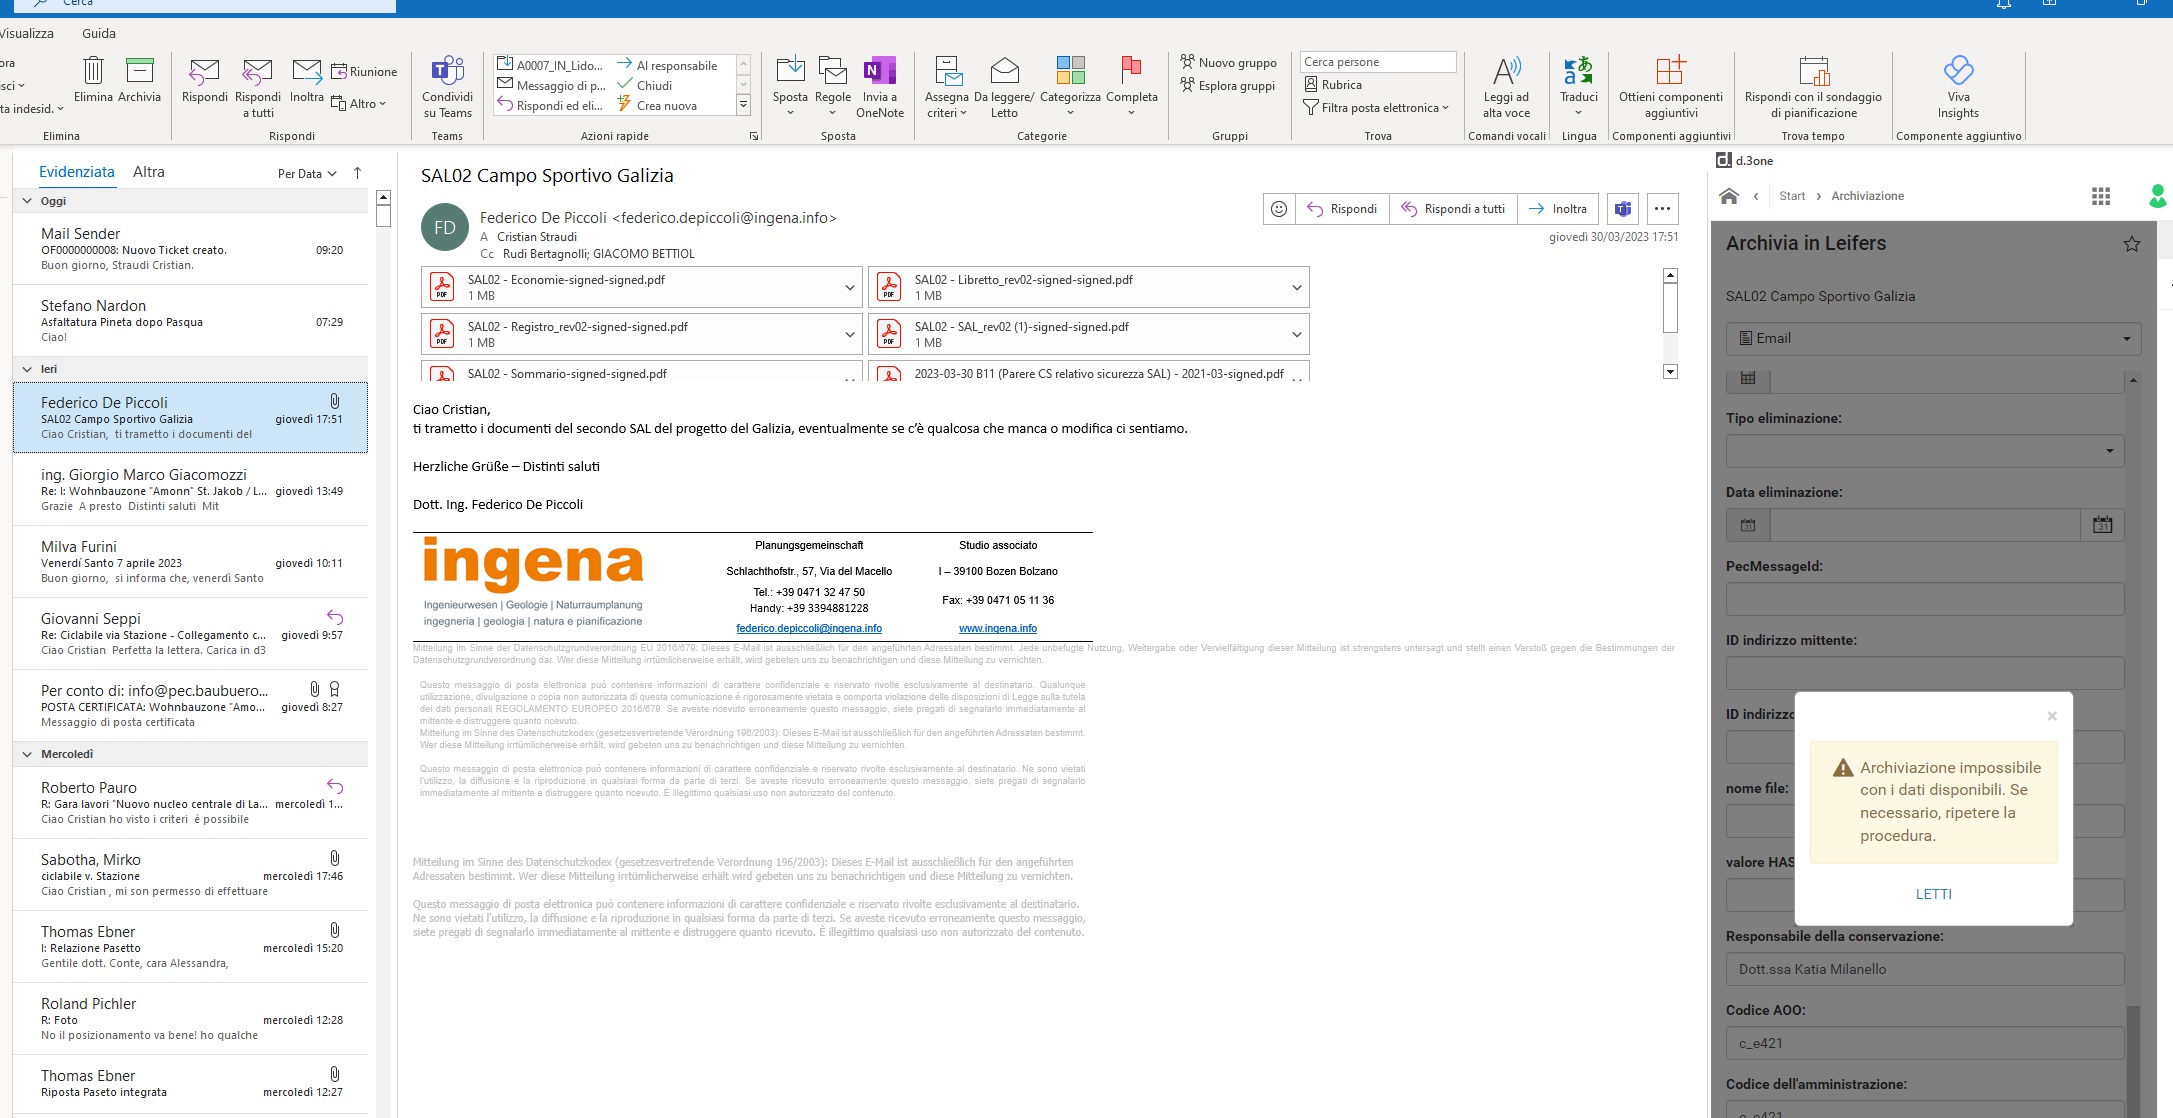 Cerca
Visualizza
Guida
Elimina
Archivia
Elimina
Rispondi
Rispondi
a tutti
Inoltra
Riunione
Altro
Rispondi
Condividi
su Teams
Teams
A0007_IN_Lido...
Messaggio di p...
Rispondi ed eli...
Al responsabile
Chiudi
Crea nuova
Azioni rapide
Sposta
Regole
Invia a
OneNote
Sposta
Assegna
criteri
Da leggere/
Letto
Categorizza
Completa
Categorie
Nuovo gruppo
Esplora gruppi
Gruppi
Cerca persone
Rubrica
Filtra posta elettronica
Trova
Leggi ad
alta voce
Comandi vocali
Traduci
Lingua
Ottieni componenti
aggiuntivi
Componenti aggiuntivi
Rispondi con il sondaggio
di pianificazione
Trova tempo
Viva
Insights
Componente aggiuntivo
Evidenziata
Altra
Per Data
Oggi
Mail Sender
OF0000000008: Nuovo Ticket creato. 09:20
Buon giorno, Straudi Cristian.
Stefano Nardon
Asfaltatura Pineta dopo Pasqua 07:29
Ciao!
Ieri
Federico De Piccoli
SAL02 Campo Sportivo Galizia giovedì 17:51
Ciao Cristian, ti trametto i documenti del
ing. Giorgio Marco Giacomozzi
Re: I: Wohnbauzone "Amonn" St. Jakob / L... giovedì 13:49
Grazie A presto Distinti saluti Mit
Milva Furini
Venerdí Santo 7 aprile 2023 giovedì 10:11
Buon giorno, si informa che, venerdì Santo
Giovanni Seppi
Re: Ciclabile via Stazione - Collegamento c... giovedì 9:57
Ciao Cristian Perfetta la lettera. Carica in d3
Per conto di: info@pec.baubuero...
POSTA CERTIFICATA: Wohnbauzone "Amo... giovedì 8:27
Messaggio di posta certificata
Mercoledì
Roberto Pauro
R: Gara lavori "Nuovo nucleo centrale di La... mercoledì 1...
Ciao Cristian ho visto i criteri è possibile
Sabotha, Mirko
ciclabile v. Stazione mercoledì 17:46
Ciao Cristian , mi son permesso di effettuare
Thomas Ebner
I: Relazione Pasetto mercoledì 15:20
Gentile dott. Conte, cara Alessandra,
Roland Pichler
R: Foto mercoledì 12:28
No il posizionamento va bene! ho qualche
Thomas Ebner
Riposta Paseto integrata mercoledì 12:27
SAL02 Campo Sportivo Galizia
FD
Federico De Piccoli <federico.depiccoli@ingena.info>
A Cristian Straudi
Cc Rudi Bertagnolli; GIACOMO BETTIOL
Rispondi
Rispondi a tutti
Inoltra
giovedì 30/03/2023 17:51
SAL02 - Economie-signed-signed.pdf
1 MB
SAL02 - Libretto_rev02-signed-signed.pdf
1 MB
SAL02 - Registro_rev02-signed-signed.pdf
1 MB
SAL02 - SAL_rev02 (1)-signed-signed.pdf
1 MB
SAL02 - Sommario-signed-signed.pdf
2023-03-30 B11 (Parere CS relativo sicurezza SAL) - 2021-03-signed.pdf
Ciao Cristian,
ti trametto i documenti del secondo SAL del progetto del Galizia, eventualmente se c'è qualcosa che manca o modifica ci sentiamo.
Herzliche Grüße – Distinti saluti
Dott. Ing. Federico De Piccoli
ingena
Ingenieurwesen | Geologie | Naturraumplanung
ingegneria | geologia | natura e pianificazione
Planungsgemeinschaft Studio associato
Schlachthofstr., 57, Via del Macello I – 39100 Bozen Bolzano
Tel.: +39 0471 32 47 50
Handy: +39 3394881228
Fax: +39 0471 05 11 36
federico.depiccoli@ingena.info www.ingena.info
Mitteilung im Sinne der Datenschutzgrundverordnung EU 2016/679: Dieses E-Mail ist ausschließlich für den angeführten Adressaten bestimmt. Jede unbefugte Nutzung, Weitergabe oder Vervielfältigung dieser Mitteilung ist strengstens untersagt und stellt einen Verstoß gegen die Bestimmungen der
Datenschutzgrundverordnung dar. Wer diese Mitteilung irrtümlicherweise erhält, wird gebeten uns zu benachrichtigen und diese Mitteilung zu vernichten.
Questo messaggio di posta elettronica puó contenere informazioni di carattere confidenziale e riservato rivolte esclusivamente al destinatario. Qualunque
utilizzazione, divulgazione o copia non autorizzata di questa comunicazione é rigorosamente vietata e comporta violazione delle disposizioni di Legge sulla tutela
dei dati personali REGOLAMENTO EUROPEO 2016/679. Se aveste ricevuto erroneamente questo messaggio, siete pregati di segnalarlo immediatamente al
mittente e distruggere quanto ricevuto.
Mitteilung im Sinne des Datenschutzkodex (gesetzesvertretende Verordnung 196/2003): Dieses E-Mail ist ausschließlich für den angeführten Adressaten bestimmt.
Wer diese Mitteilung irrtümlicherweise erhält, wird gebeten uns zu benachrichtigen und diese Mitteilung zu vernichten.
Questo messaggio di posta elettronica puó contenere informazioni di carattere confidenziale e riservato rivolte esclusivamente al destinatario. Ne sono vietati
l'utilizzo, la diffusione e la riproduzione in qualsiasi forma da parte di terzi. Se aveste ricevuto erroneamente questo messaggio, siete pregati di segnalarlo
immediatamente al mittente e distruggere quanto ricevuto. È illegittimo qualsiasi uso non autorizzato del contenuto.
Mitteilung im Sinne des Datenschutzkodex (gesetzesvertretende Verordnung 196/2003): Dieses E-Mail ist ausschließlich für den angeführten
Adressaten bestimmt. Wer diese Mitteilung irrtümlicherweise erhält wird gebeten uns zu benachrichtigen und diese Mitteilung zu vernichten.
Questo messaggio di posta elettronica può contenere informazioni di carattere confidenziale e riservato rivolte esclusivamente al destinatario.
Ne sono vietati l'utilizzo, la diffusione e la riproduzione in qualsiasi forma da parte di terzi. Se aveste ricevuto erroneamente questo messaggio,
siete pregati di segnalarlo immediatamente al mittente e distruggere quanto ricevuto. È illegittimo qualsiasi uso non autorizzato del contenuto.
d.3one
Start › Archiviazione
Archivia in Leifers
SAL02 Campo Sportivo Galizia
Email
Tipo eliminazione:
Data eliminazione:
PecMessageId:
ID indirizzo mittente:
ID indirizzo
nome file:
valore HAS
Archiviazione impossibile
con i dati disponibili. Se
necessario, ripetere la
procedura.
LETTI
Responsabile della conservazione:
Dott.ssa Katia Milanello
Codice AOO:
c_e421
Codice dell'amministrazione:
c_e421